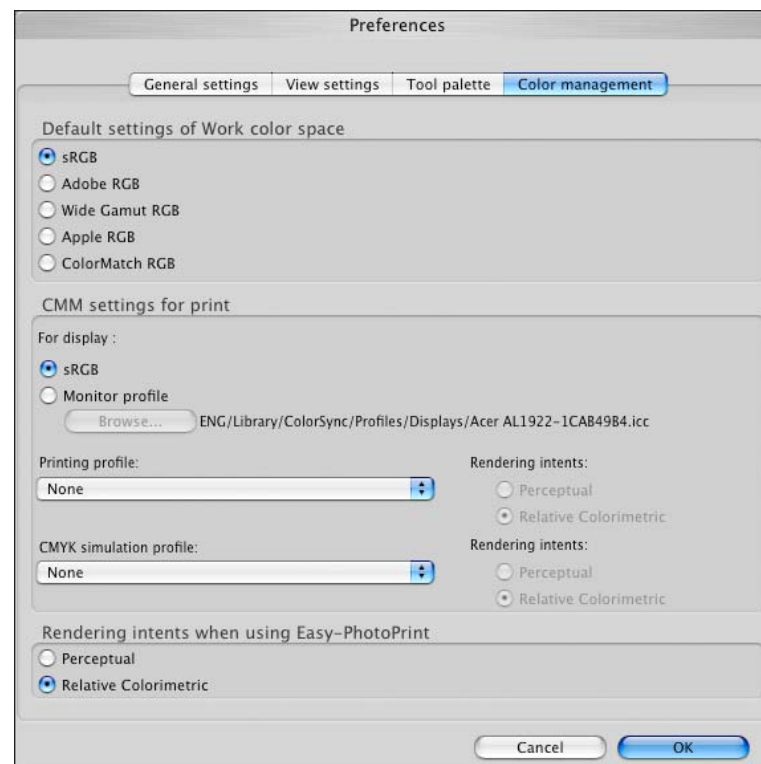 Preferences
General settings View settings Tool palette Color management
Default settings of Work color space
sRGB
Adobe RGB
Wide Gamut RGB
Apple RGB
ColorMatch RGB
CMM settings for print
For display :
sRGB
Monitor profile
Browse... ENG/Library/ColorSync/Profiles/Displays/Acer AL1922-1CAB49B4.icc
Printing profile: Rendering intents:
None Perceptual
Relative Colorimetric
CMYK simulation profile: Rendering intents:
None Perceptual
Relative Colorimetric
Rendering intents when using Easy-PhotoPrint
Perceptual
Relative Colorimetric
Cancel OK